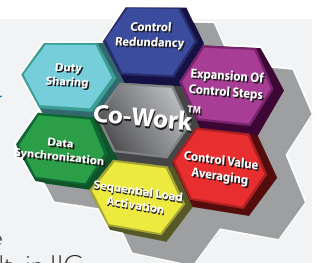 Control
Redundancy
Duty
Sharing
Expansion Of
Control Steps
Co-Work™
Data
Synchronization
Control Value
Averaging
Sequential Load
Activation